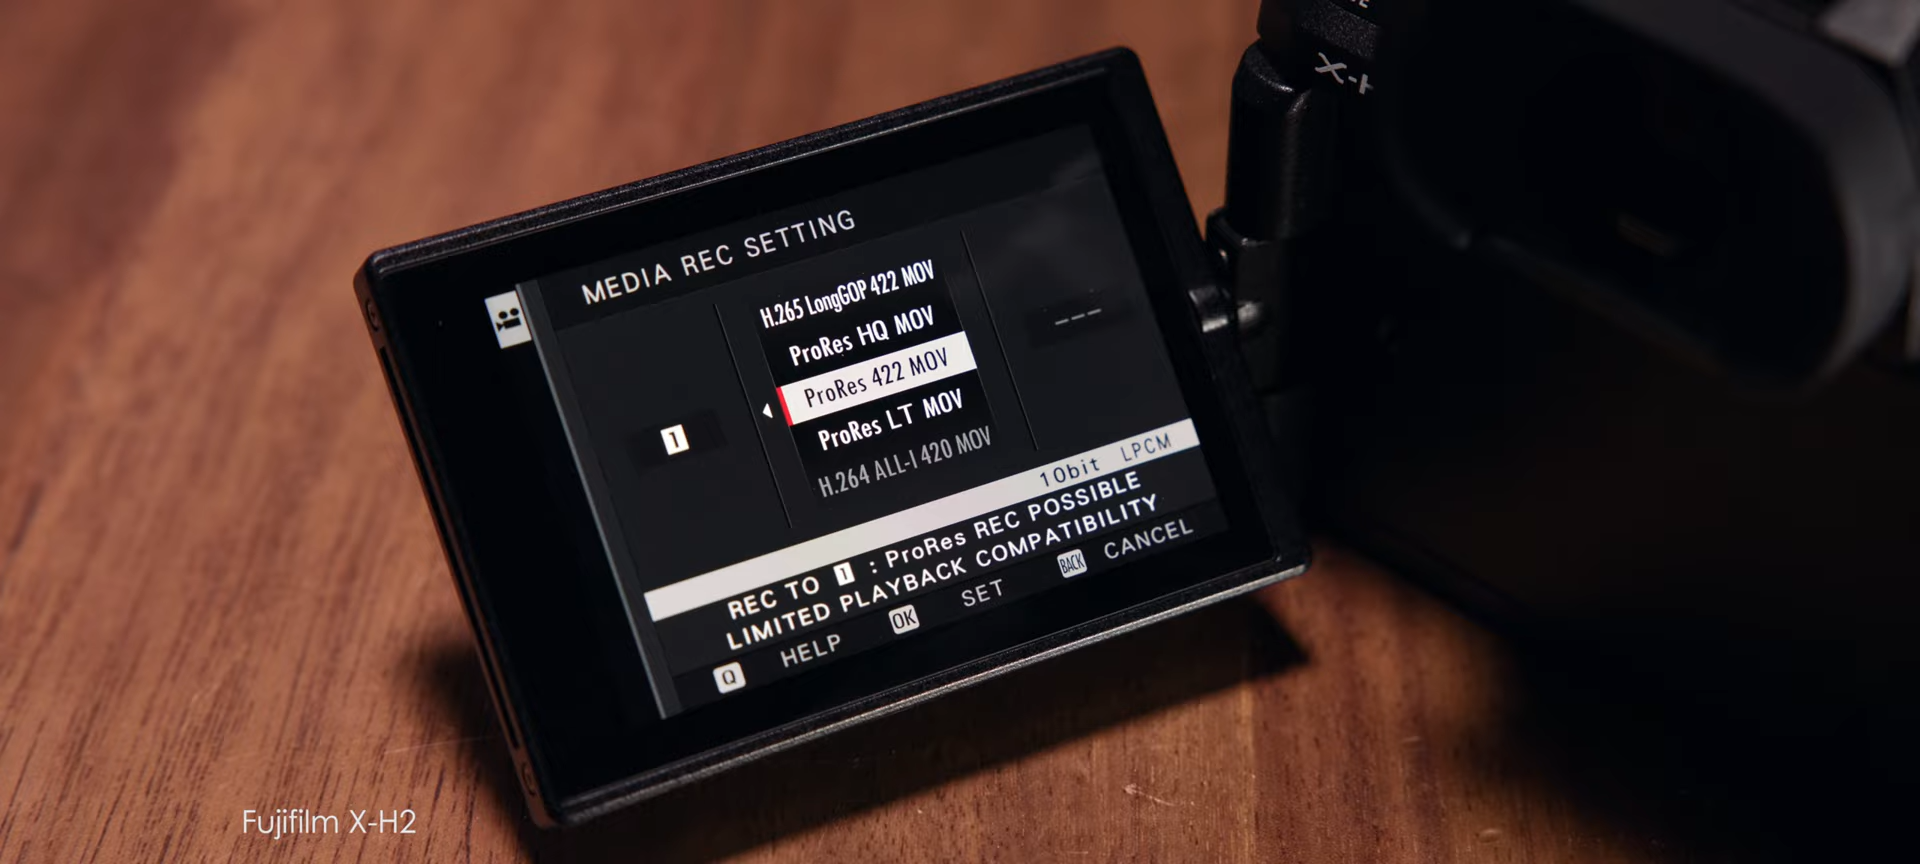 X-H
MEDIA REC SETTING
H.265 LongGOP 422 MOV
ProRes HQ MOV
ProRes 422 MOV
ProRes LT MOV
H.264 ALL-I 420 MOV
1
---
10bit LPCM
REC TO 1 : ProRes REC POSSIBLE
LIMITED PLAYBACK COMPATIBILITY
Q HELP OK SET BACK CANCEL
Fujifilm X-H2